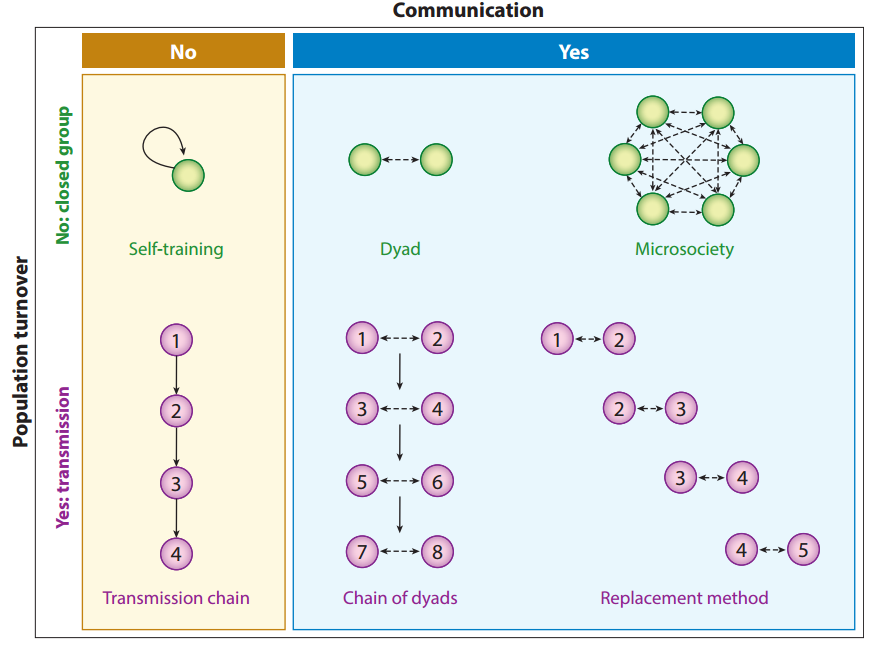 Communication
No
Yes
Population turnover
No: closed group
Self-training
Dyad
Microsociety
Yes: transmission
1
2
3
4
Transmission chain
1 2
3 4
5 6
7 8
Chain of dyads
1 2
2 3
3 4
4 5
Replacement method